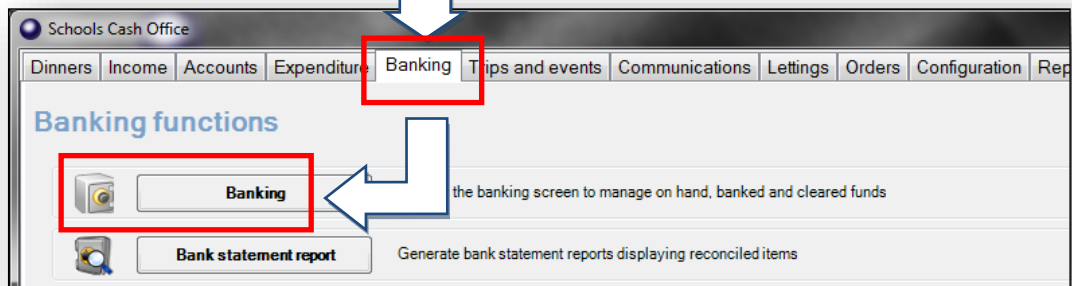 Schools Cash Office
Dinners Income Accounts Expenditure Banking Trips and events Communications Lettings Orders Configuration Rep
Banking functions
Banking the banking screen to manage on hand, banked and cleared funds
Bank statement report Generate bank statement reports displaying reconciled items